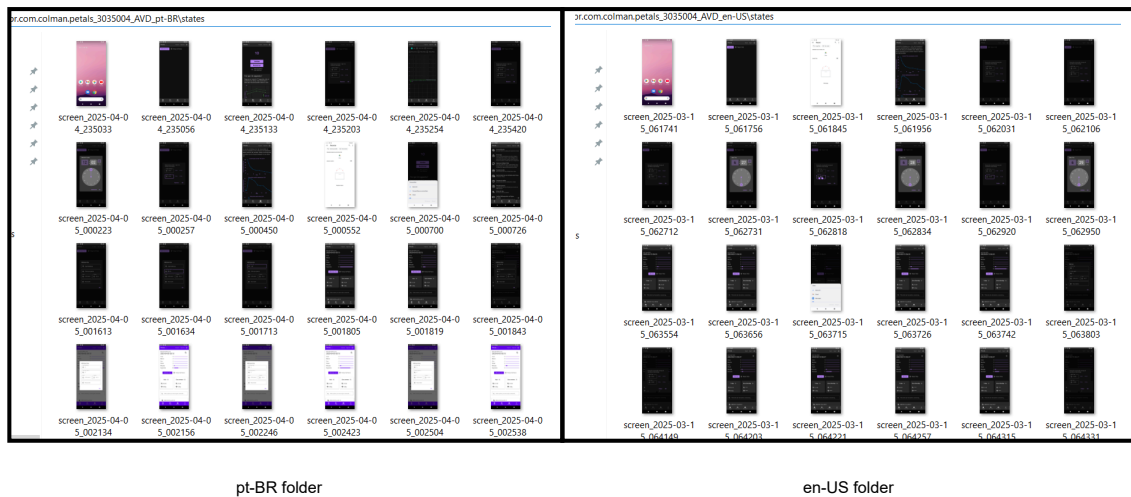 or.com.colman.petals_3035004_AVD_pt-BR\states
screen_2025-04-0 screen_2025-04-0 screen_2025-04-0 screen_2025-04-0 screen_2025-04-0 screen_2025-04-0
4_235033 4_235056 4_235133 4_235203 4_235254 4_235420
screen_2025-04-0 screen_2025-04-0 screen_2025-04-0 screen_2025-04-0 screen_2025-04-0 screen_2025-04-0
5_000223 5_000257 5_000450 5_000552 5_000700 5_000726
s
screen_2025-04-0 screen_2025-04-0 screen_2025-04-0 screen_2025-04-0 screen_2025-04-0 screen_2025-04-0
5_001613 5_001634 5_001713 5_001805 5_001819 5_001843
screen_2025-04-0 screen_2025-04-0 screen_2025-04-0 screen_2025-04-0 screen_2025-04-0 screen_2025-04-0
5_002134 5_002156 5_002246 5_002423 5_002504 5_002538
pt-BR folder
or.com.colman.petals_3035004_AVD_en-US\states
screen_2025-03-1 screen_2025-03-1 screen_2025-03-1 screen_2025-03-1 screen_2025-03-1 screen_2025-03-1
5_061741 5_061756 5_061845 5_061956 5_062031 5_062106
screen_2025-03-1 screen_2025-03-1 screen_2025-03-1 screen_2025-03-1 screen_2025-03-1 screen_2025-03-1
5_062712 5_062731 5_062818 5_062834 5_062920 5_062950
s
screen_2025-03-1 screen_2025-03-1 screen_2025-03-1 screen_2025-03-1 screen_2025-03-1 screen_2025-03-1
5_063554 5_063656 5_063715 5_063726 5_063742 5_063803
screen_2025-03-1 screen_2025-03-1 screen_2025-03-1 screen_2025-03-1 screen_2025-03-1 screen_2025-03-1
5_064149 5_064203 5_064221 5_064257 5_064315 5_064331
en-US folder